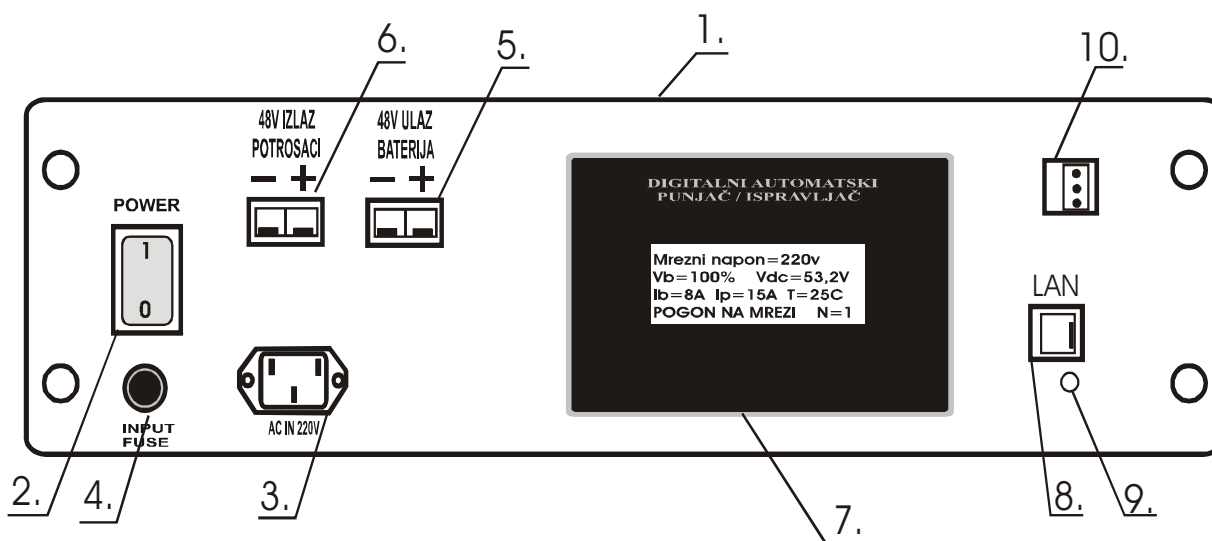 6.
5.
1.
10.
48V IZLAZ
POTROSACI
− +
48V ULAZ
BATERIJA
− +
POWER
1
0
DIGITALNI AUTOMATSKI
PUNJAČ / ISPRAVLJAČ
Mrezni napon=220v
Vb=100% Vdc=53,2V
Ib=8A Ip=15A T=25C
POGON NA MREZI N=1
LAN
INPUT
FUSE
AC IN 220V
2.
4.
3.
7.
8.
9.